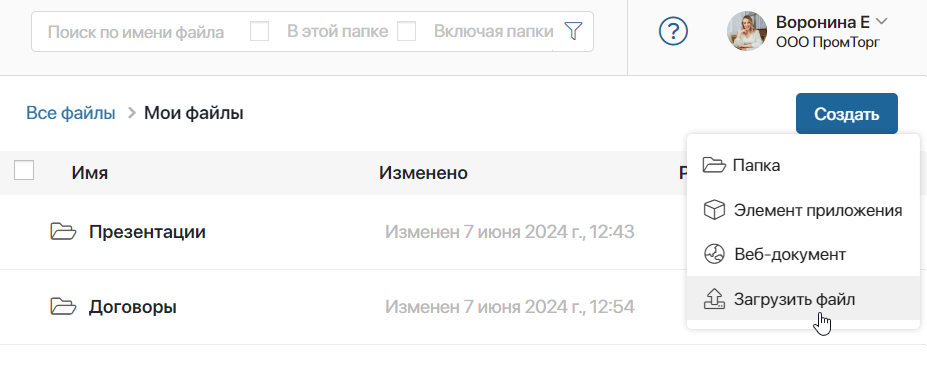 Поиск по имени файла В этой папке Включая папки
?
Воронина Е
ООО ПромТорг
Все файлы > Мои файлы
Создать
Имя Изменено
Папка
Элемент приложения
Веб-документ
Загрузить файл
Презентации Изменен 7 июня 2024 г., 12:43
Договоры Изменен 7 июня 2024 г., 12:54